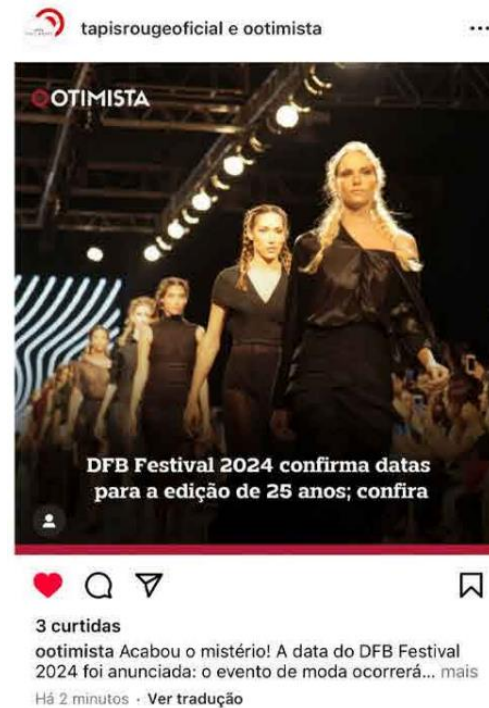 tapisrougeoficial e ootimista
OOTIMISTA
DFB Festival 2024 confirma datas
para a edição de 25 anos; confira
3 curtidas
ootimista Acabou o mistério! A data do DFB Festival
2024 foi anunciada: o evento de moda ocorrerá... mais
Há 2 minutos · Ver tradução